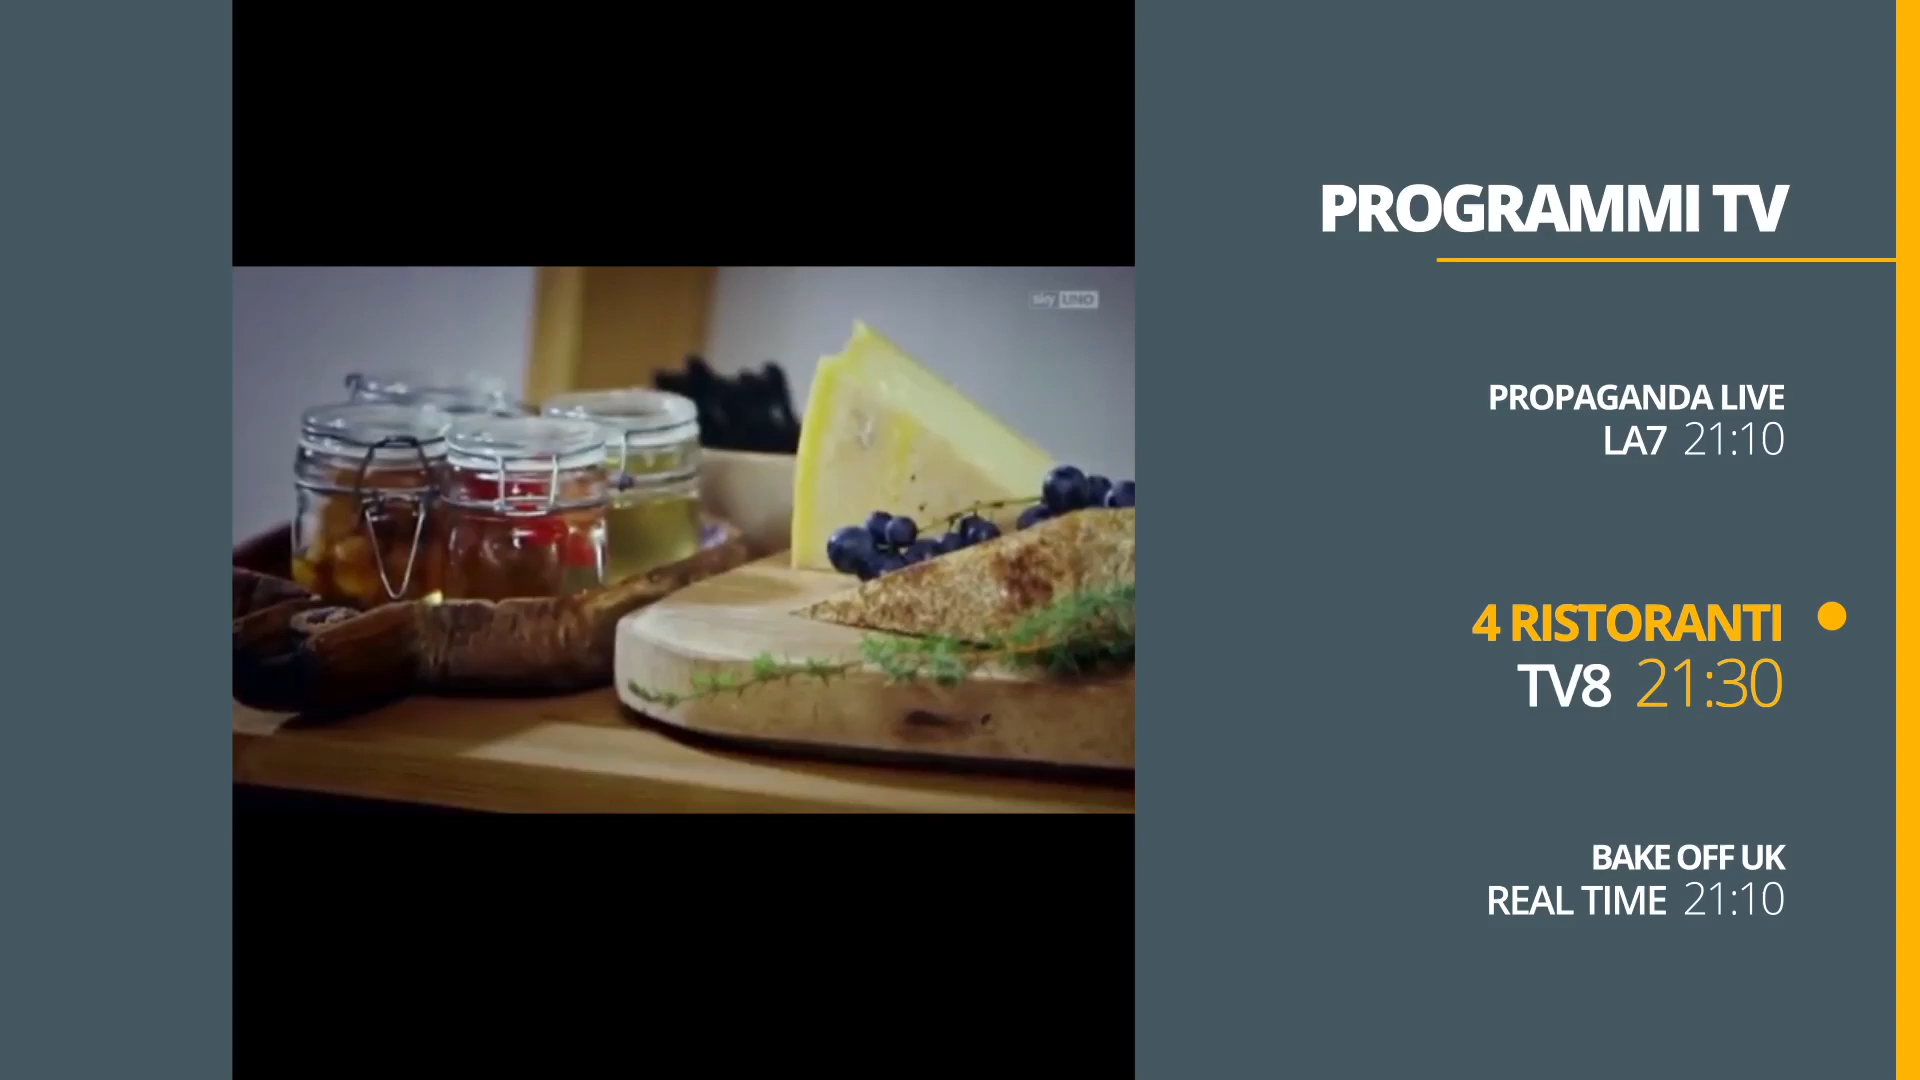 sky UNO
PROGRAMMI TV
PROPAGANDA LIVE
LA7 21:10
4 RISTORANTI
TV8 21:30
BAKE OFF UK
REAL TIME 21:10